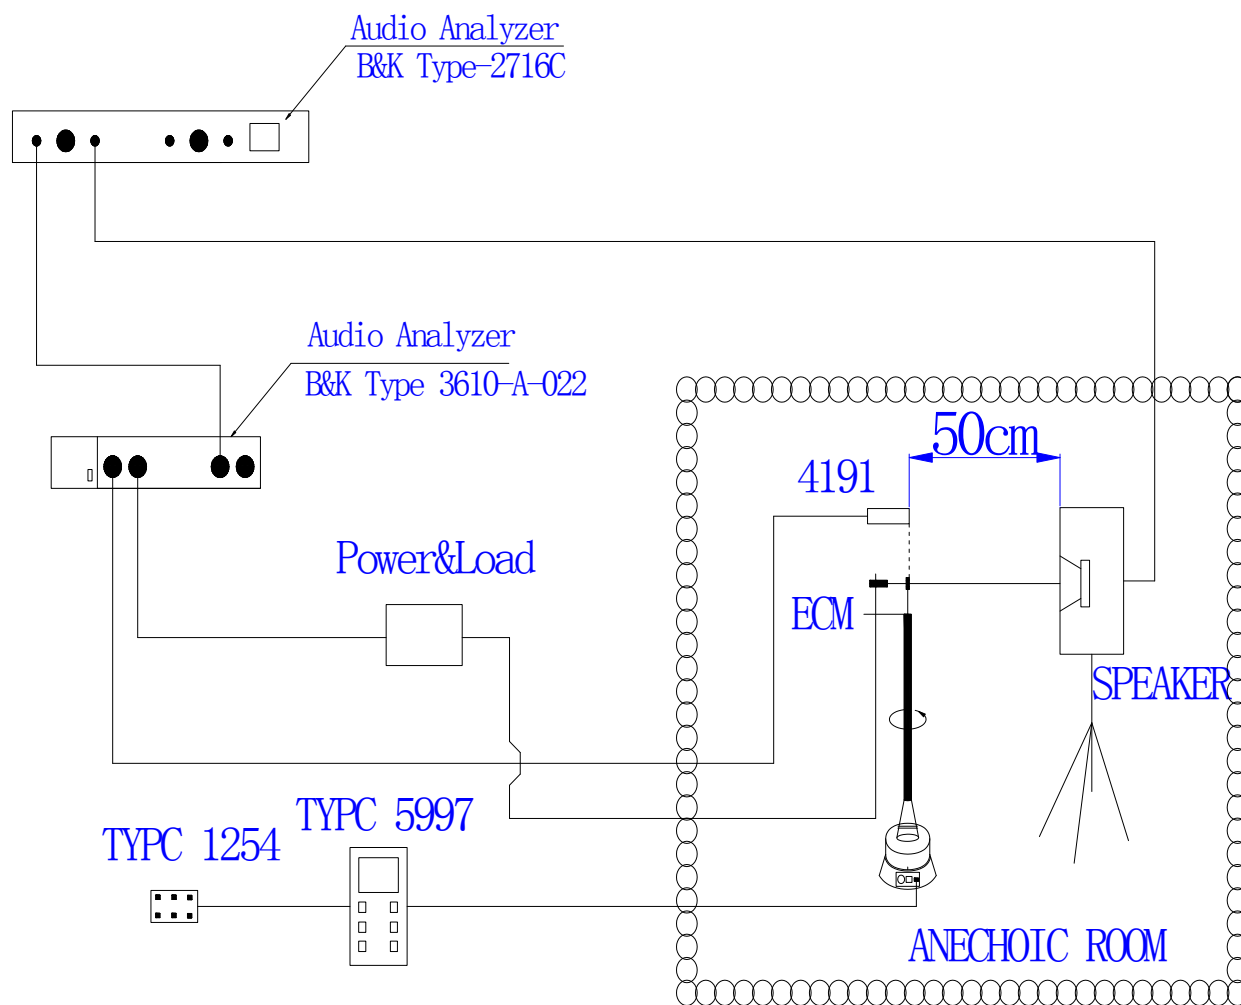 Audio Analyzer
B&K Type-2716C
Audio Analyzer
B&K Type 3610-A-022
50cm
4191
Power&Load
ECM
SPEAKER
TYPC 5997
TYPC 1254
ANECHOIC ROOM